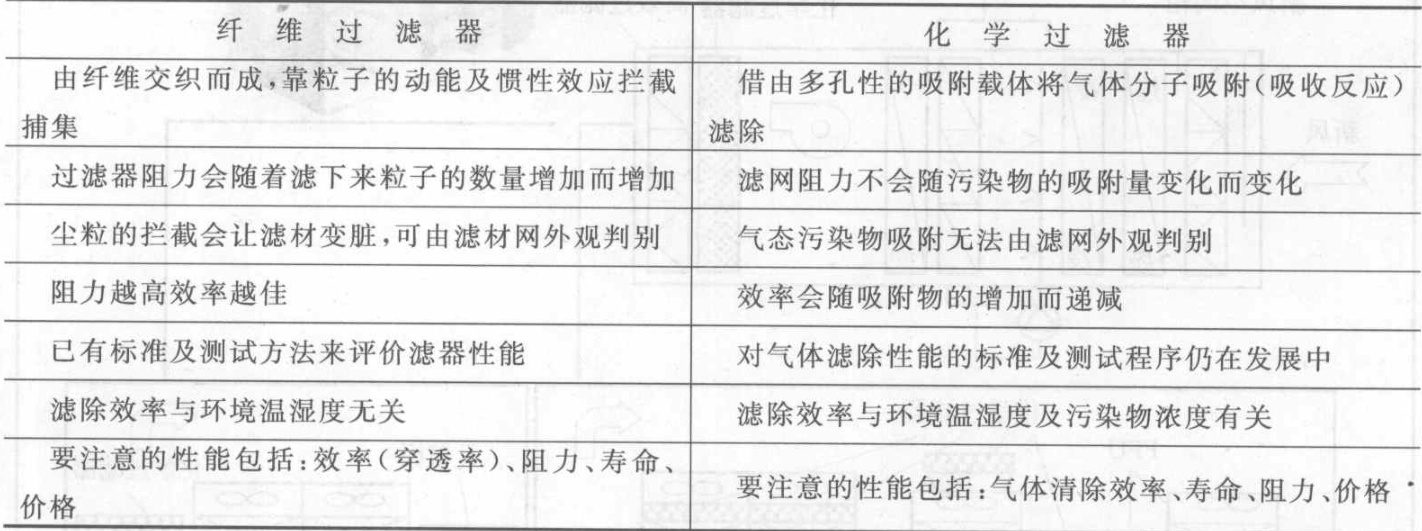 纤维过滤器
化学过滤器
由纤维交织而成,靠粒子的动能及惯性效应拦截
捕集
借由多孔性的吸附载体将气体分子吸附(吸收反应)
滤除
过滤器阻力会随着滤下来粒子的数量增加而增加
滤网阻力不会随污染物的吸附量变化而变化
尘粒的拦截会让滤材变脏,可由滤材网外观判别
气态污染物吸附无法由滤网外观判别
阻力越高效率越佳
效率会随吸附物的增加而递减
已有标准及测试方法来评价滤器性能
对气体滤除性能的标准及测试程序仍在发展中
滤除效率与环境温湿度无关
滤除效率与环境温湿度及污染物浓度有关
要注意的性能包括:效率(穿透率)、阻力、寿命、
价格
要注意的性能包括:气体清除效率、寿命、阻力、价格